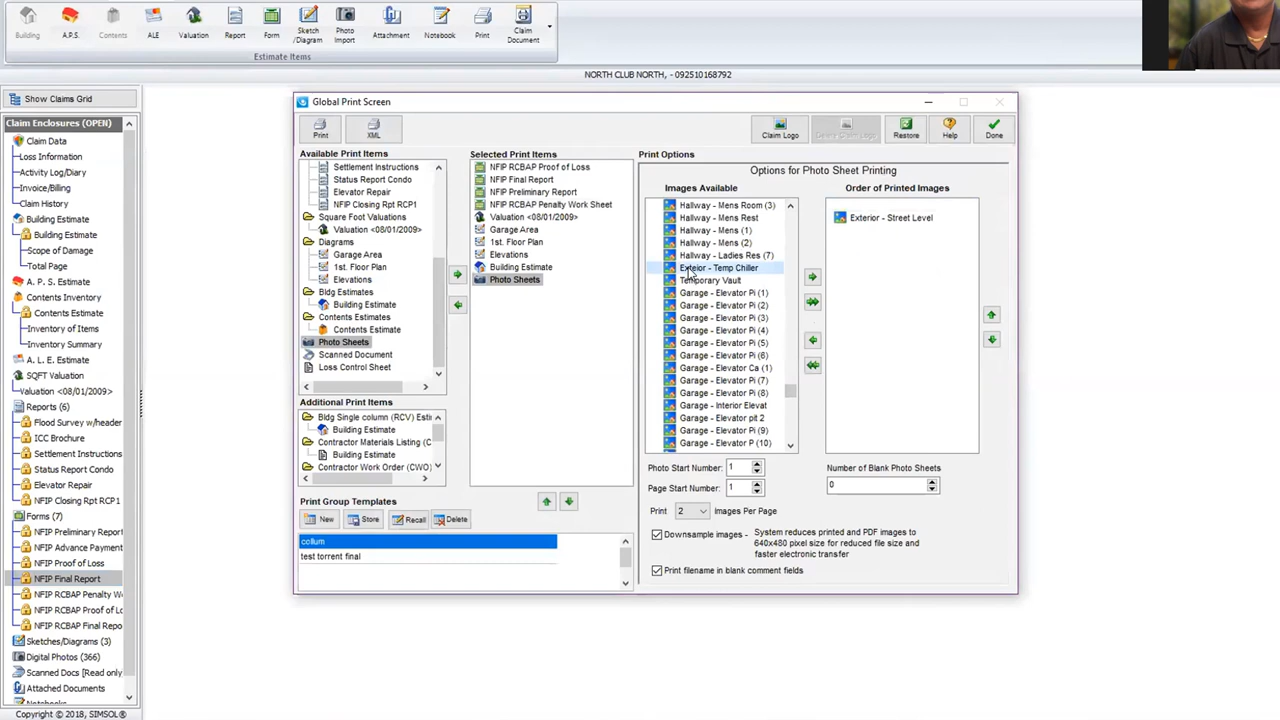 Building
A.P.S.
Contents
ALE
Valuation
Report
Form
Sketch
/Diagram
Photo
Import
Attachment
Notebook
Print
Claim
Document
Estimate Items
NORTH CLUB NORTH, - 092510168792
Show Claims Grid
Claim Enclosures (OPEN)
Claim Data
Loss Information
Activity Log/Diary
Invoice/Billing
Claim History
Building Estimate
Building Estimate
Scope of Damage
Total Page
A. P. S. Estimate
Contents Inventory
Contents Estimate
Inventory of Items
Inventory Summary
A. L. E. Estimate
SQFT Valuation
Valuation <08/01/2009>
Reports (6)
Flood Survey w/header
ICC Brochure
Settlement Instructions
Status Report Condo
Elevator Repair
NFIP Closing Rpt RCP1
Forms (7)
NFIP Preliminary Report
NFIP Advance Payment
NFIP Proof of Loss
NFIP Final Report
NFIP RCBAP Penalty Wo
NFIP RCBAP Proof of Lo
NFIP RCBAP Final Repo
Sketches/Diagrams (3)
Digital Photos (366)
Scanned Docs [Read only
Attached Documents
Notebooks
Copyright © 2018, SIMSOL®
Global Print Screen
Print
XML
Claim Logo
Delete Claim Logo
Restore
Help
Done
Available Print Items
Settlement Instructions
Status Report Condo
Elevator Repair
NFIP Closing Rpt RCP1
Square Foot Valuations
Valuation <08/01/2009>
Diagrams
Garage Area
1st. Floor Plan
Elevations
Bldg Estimates
Building Estimate
Contents Estimates
Contents Estimate
Photo Sheets
Scanned Document
Loss Control Sheet
Additional Print Items
Bldg Single column (RCV) Estir
Building Estimate
Contractor Materials Listing (C
Building Estimate
Contractor Work Order (CWO)
Print Group Templates
New
Store
Recall
Delete
collum
test torrent final
Selected Print Items
NFIP RCBAP Proof of Loss
NFIP Final Report
NFIP Preliminary Report
NFIP RCBAP Penalty Work Sheet
Valuation <08/01/2009>
Garage Area
1st. Floor Plan
Elevations
Building Estimate
Photo Sheets
Print Options
Options for Photo Sheet Printing
Images Available
Hallway - Mens Room (3)
Hallway - Mens Rest
Hallway - Mens (1)
Hallway - Mens (2)
Hallway - Ladies Res (7)
Exteior - Temp Chiller
Temporary Vault
Garage - Elevator Pi (1)
Garage - Elevator Pi (2)
Garage - Elevator Pi (3)
Garage - Elevator Pi (4)
Garage - Elevator Pi (5)
Garage - Elevator Pi (6)
Garage - Elevator Ca (1)
Garage - Elevator Pi (7)
Garage - Elevator Pi (8)
Garage - Interior Elevat
Garage - Elevator pit 2
Garage - Elevator Pi (9)
Garage - Elevator P (10)
Order of Printed Images
Exterior - Street Level
Photo Start Number: 1
Page Start Number: 1
Print 2 images Per Page
Number of Blank Photo Sheets
0
Downsample images - System reduces printed and PDF images to
640x480 pixel size for reduced file size and
faster electronic transfer
Print filename in blank comment fields